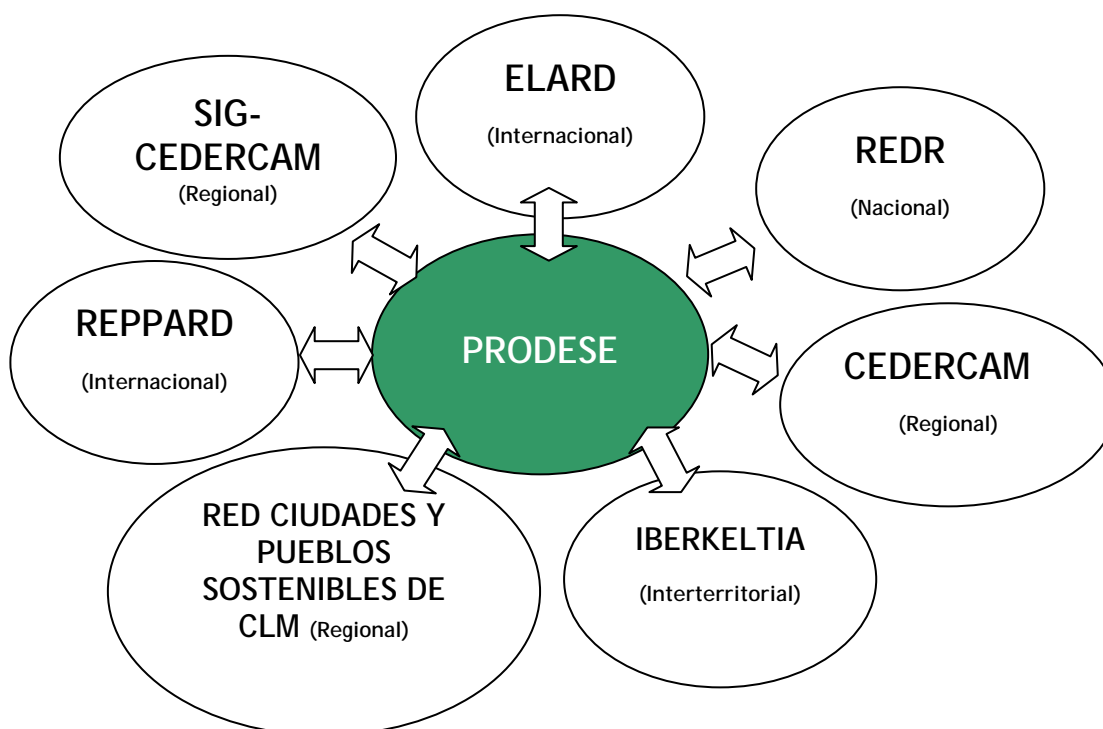 ELARD
(Internacional)
SIG-
CEDERCAM
(Regional)
REDR
(Nacional)
REPPARD
(Internacional)
PRODESE
CEDERCAM
(Regional)
RED CIUDADES Y
PUEBLOS
SOSTENIBLES DE
CLM (Regional)
IBERKELTIA
(Interterritorial)